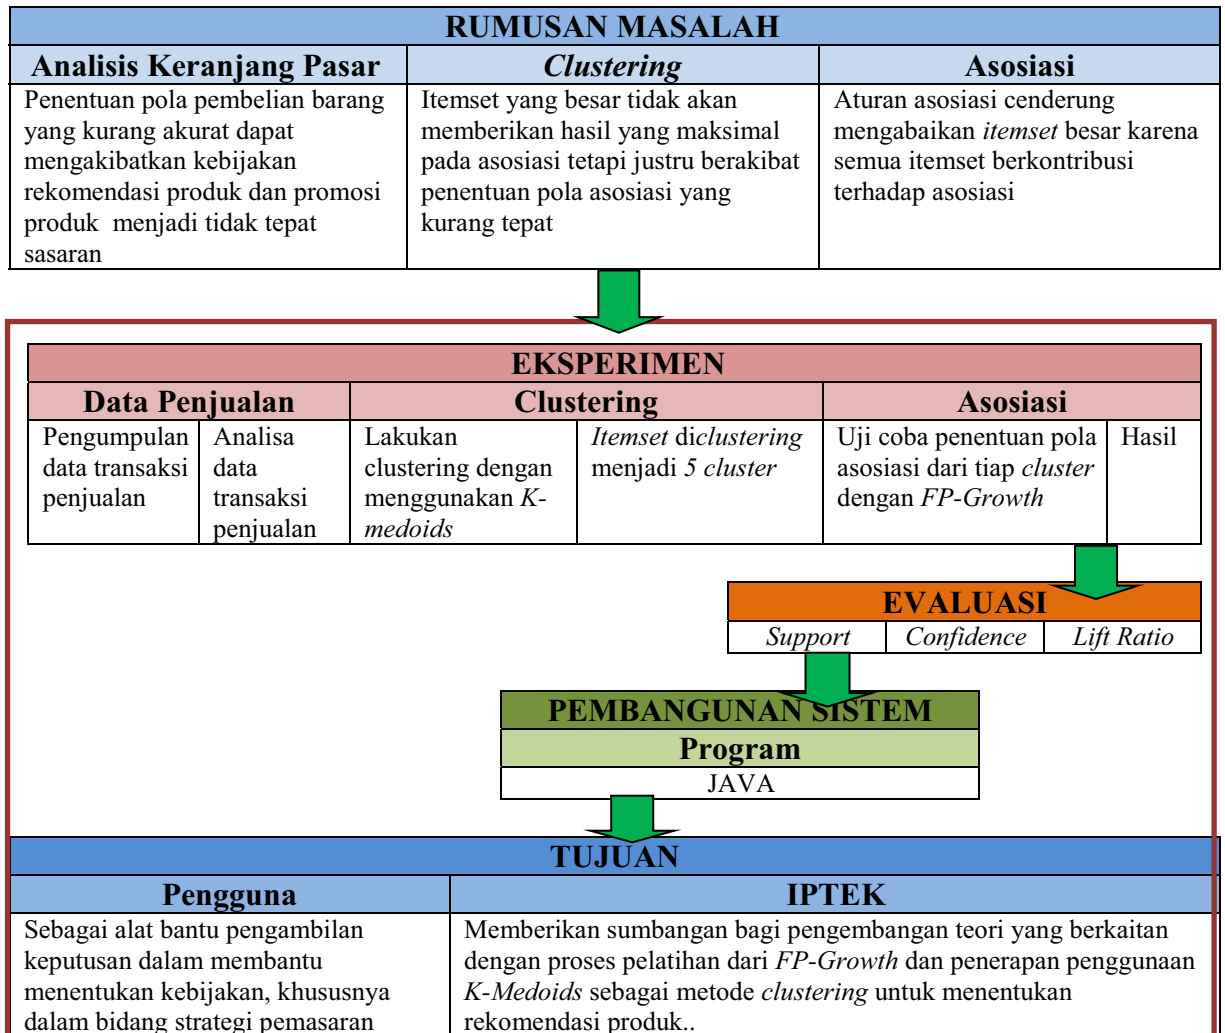 RUMUSAN MASALAH
Analisis Keranjang Pasar
Penentuan pola pembelian barang
yang kurang akurat dapat
mengakibatkan kebijakan
rekomendasi produk dan promosi
produk menjadi tidak tepat
sasaran
Clustering
Itemset yang besar tidak akan
memberikan hasil yang maksimal
pada asosiasi tetapi justru berakibat
penentuan pola asosiasi yang
kurang tepat
Asosiasi
Aturan asosiasi cenderung
mengabaikan itemset besar karena
semua itemset berkontribusi
terhadap asosiasi
EKSPERIMEN
Data Penjualan
Pengumpulan
data transaksi
penjualan
Analisa
data
transaksi
penjualan
Clustering
Lakukan
clustering dengan
menggunakan K-
medoids
Itemset diclustering
menjadi 5 cluster
Asosiasi
Uji coba penentuan pola
asosiasi dari tiap cluster
dengan FP-Growth
Hasil
EVALUASI
Support
Confidence
Lift Ratio
PEMBANGUNAN SISTEM
Program
JAVA
TUJUAN
Pengguna
Sebagai alat bantu pengambilan
keputusan dalam membantu
menentukan kebijakan, khususnya
dalam bidang strategi pemasaran
IPTEK
Memberikan sumbangan bagi pengembangan teori yang berkaitan
dengan proses pelatihan dari FP-Growth dan penerapan penggunaan
K-Medoids sebagai metode clustering untuk menentukan
rekomendasi produk..